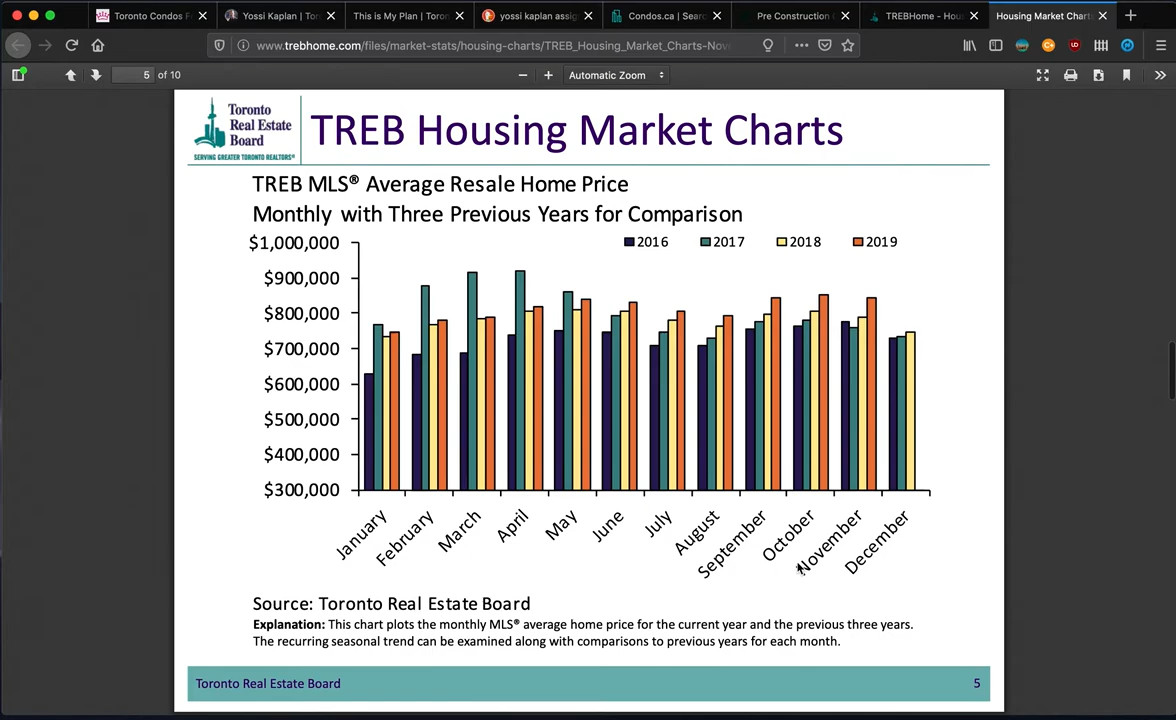 Toronto Condos F
Yossi Kaplan | Tor
This is My Plan | Toron
yossi kaplan assig
Condos.ca | Sear
Pre Construction
TREBHome - Hous
Housing Market Chart
www.trebhome.com/files/market-stats/housing-charts/TREB_Housing_Market_Charts-Nov
5 of 10
Automatic Zoom
Toronto
Real Estate
Board
SERVING GREATER TORONTO REALTORS®
TREB Housing Market Charts
TREB MLS® Average Resale Home Price
Monthly with Three Previous Years for Comparison
2016 2017 2018 2019
$1,000,000
$900,000
$800,000
$700,000
$600,000
$500,000
$400,000
$300,000
January February March April May June July August September October November December
Source: Toronto Real Estate Board
Explanation: This chart plots the monthly MLS® average home price for the current year and the previous three years.
The recurring seasonal trend can be examined along with comparisons to previous years for each month.
Toronto Real Estate Board 5